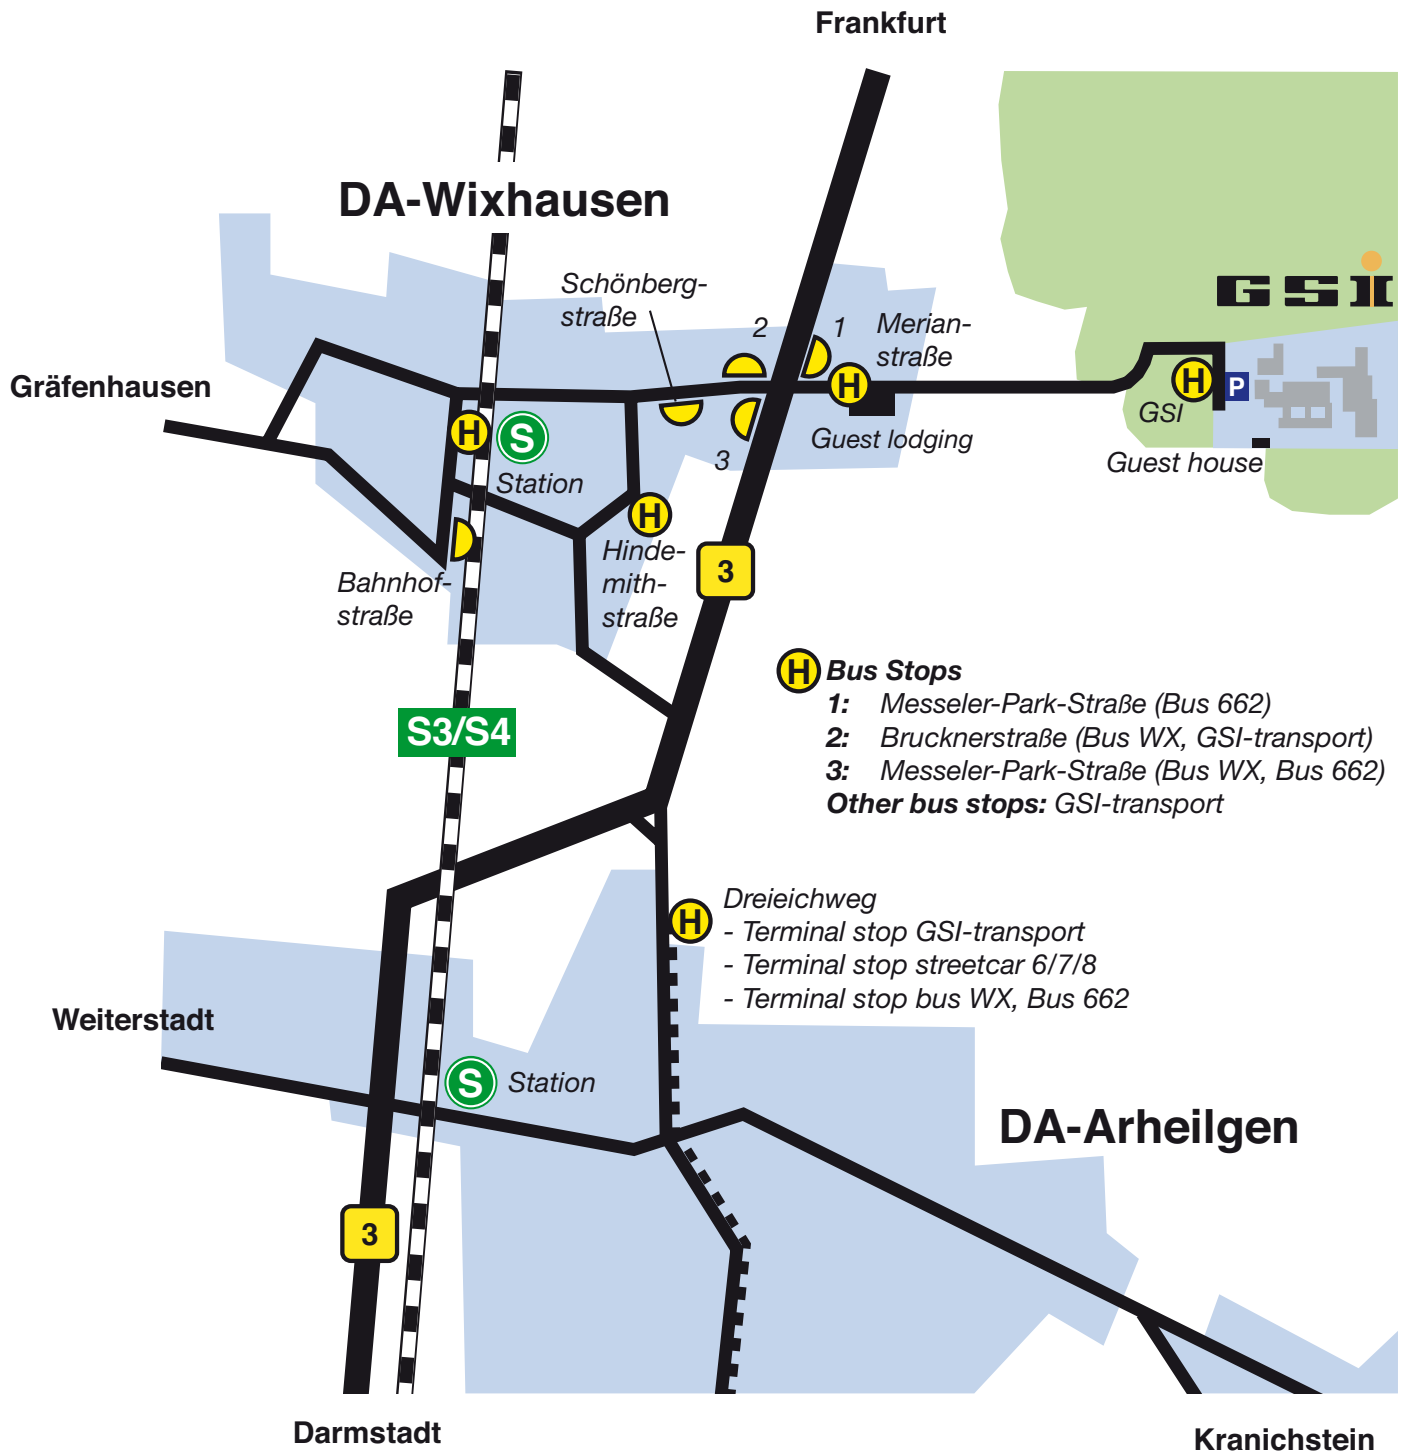 Frankfurt
DA-Wixhausen
Schönberg-
straße
2
1
Merian-
straße
GSI
Gräfenhausen
H
H
P
GSI
H
S
Station
3
Guest lodging
Guest house
H
Hinde-
mith-
straße
3
Bahnhof-
straße
S3/S4
H Bus Stops
1: Messeler-Park-Straße (Bus 662)
2: Brucknerstraße (Bus WX, GSI-transport)
3: Messeler-Park-Straße (Bus WX, Bus 662)
Other bus stops: GSI-transport
H
Dreieichweg
- Terminal stop GSI-transport
- Terminal stop streetcar 6/7/8
- Terminal stop bus WX, Bus 662
Weiterstadt
S
Station
DA-Arheilgen
3
Darmstadt
Kranichstein